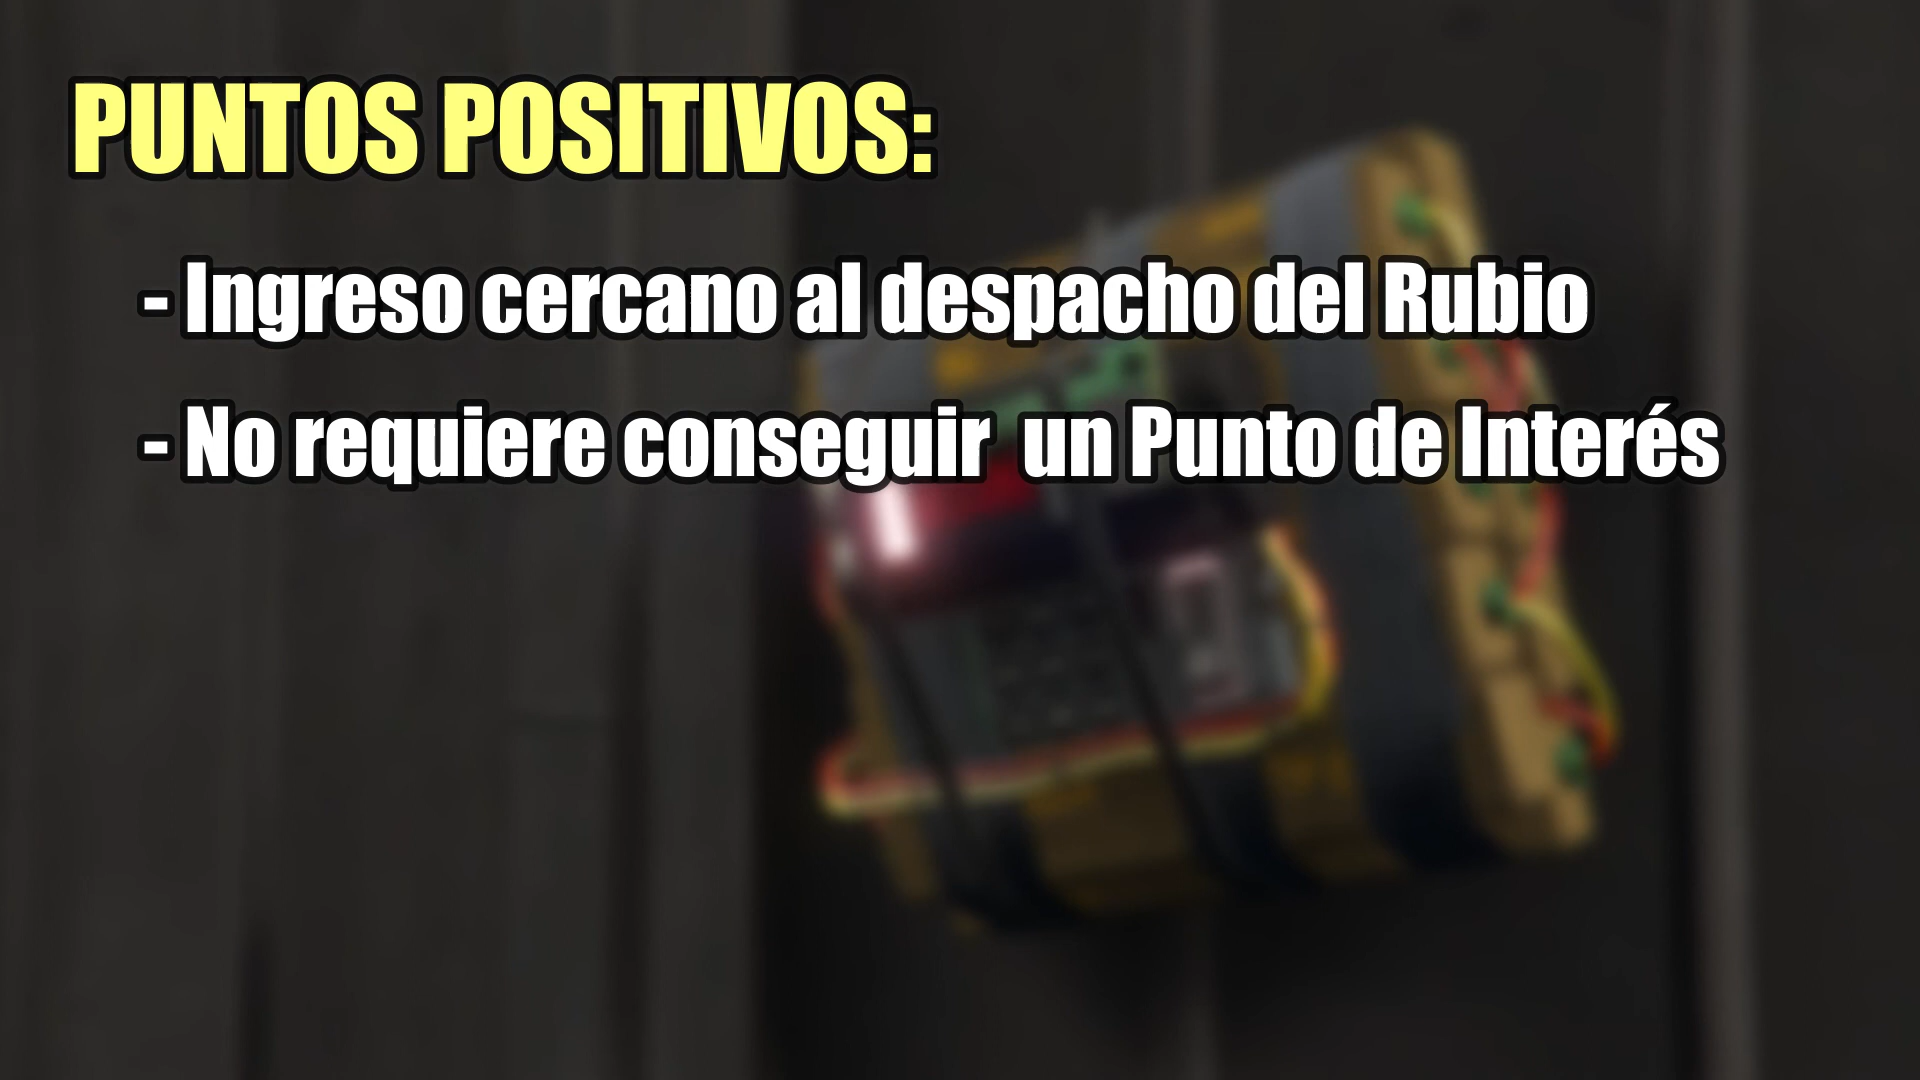 PUNTOS POSITIVOS:
- Ingreso cercano al despacho del Rubio
- No requiere conseguir  un Punto de Interés